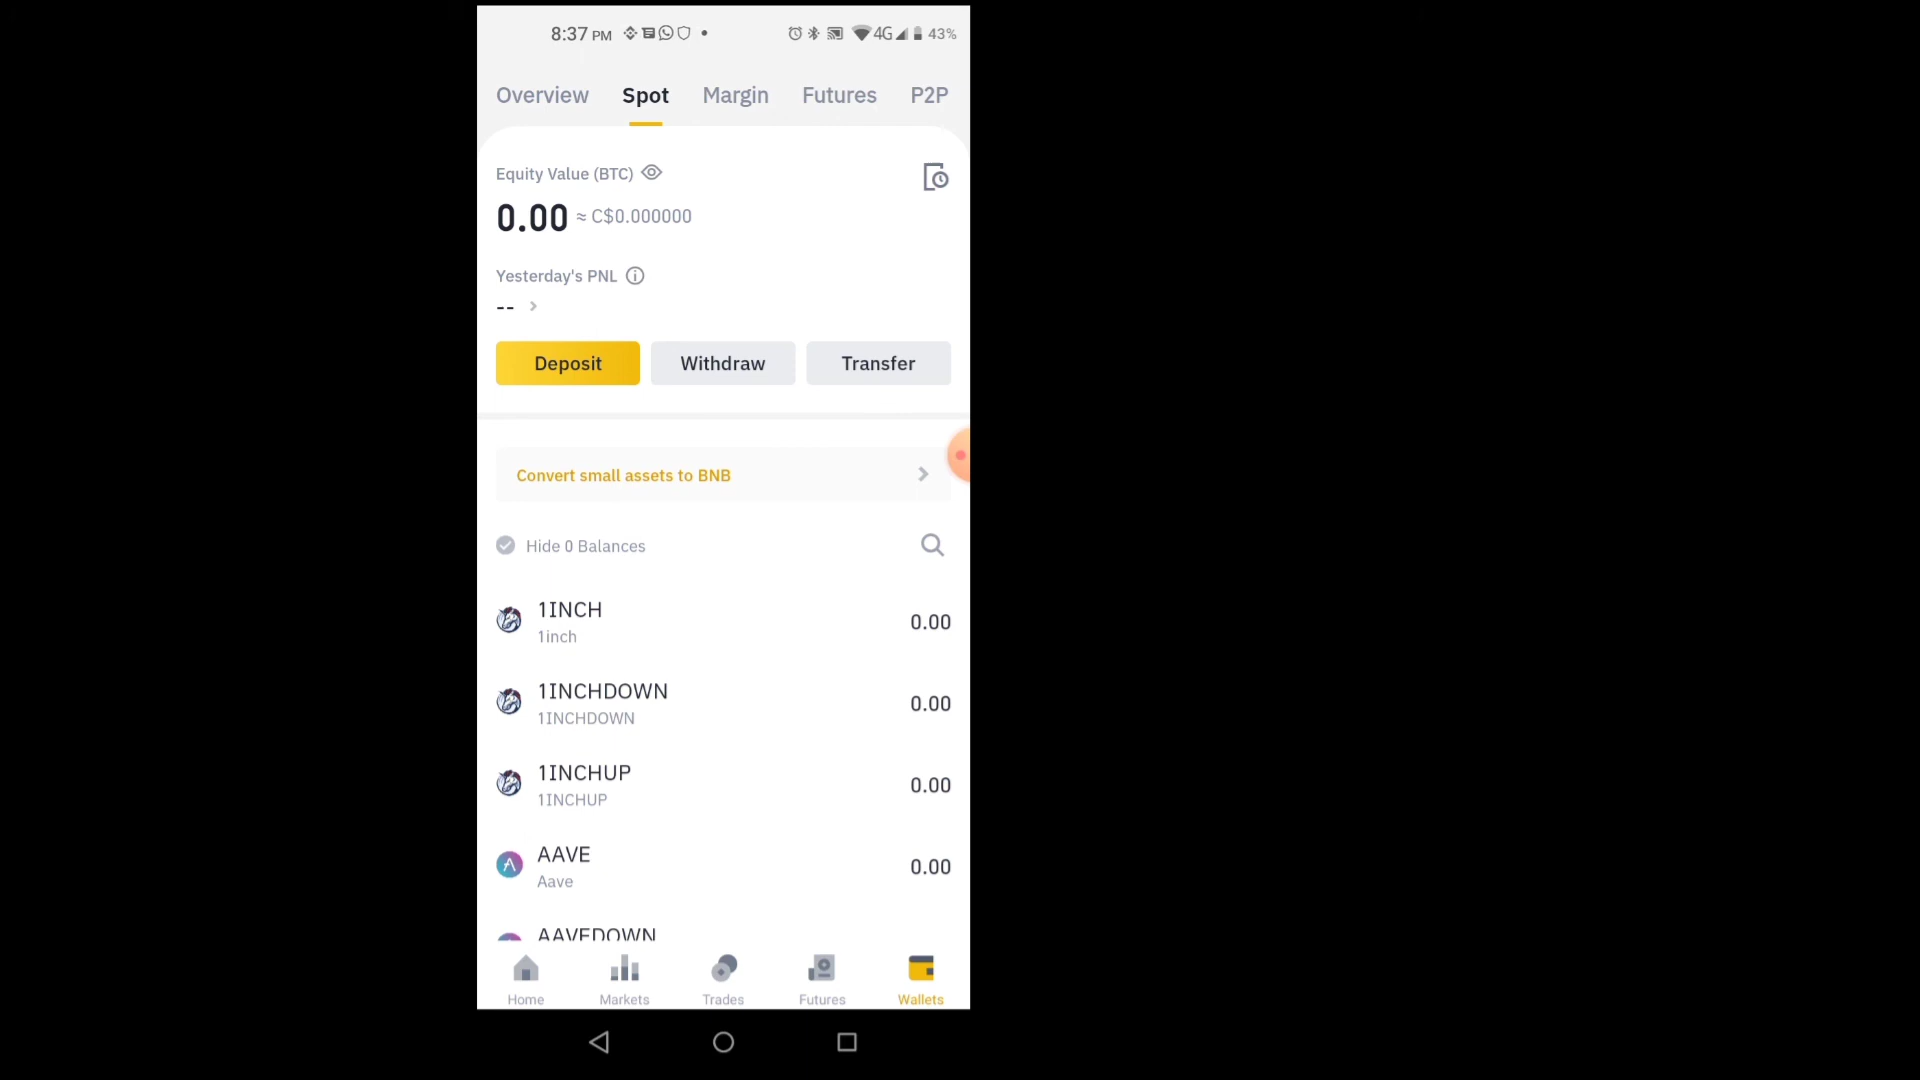 8:37 PM 4G 43%
Overview Spot Margin Futures P2P
Equity Value (BTC)
0.00 ≈ C$0.000000
Yesterday's PNL
--
Deposit Withdraw Transfer
Convert small assets to BNB
Hide 0 Balances
1INCH
1inch
0.00
1INCHDOWN
1INCHDOWN
0.00
1INCHUP
1INCHUP
0.00
AAVE
Aave
0.00
AAVEDOWN
Home Markets Trades Futures Wallets